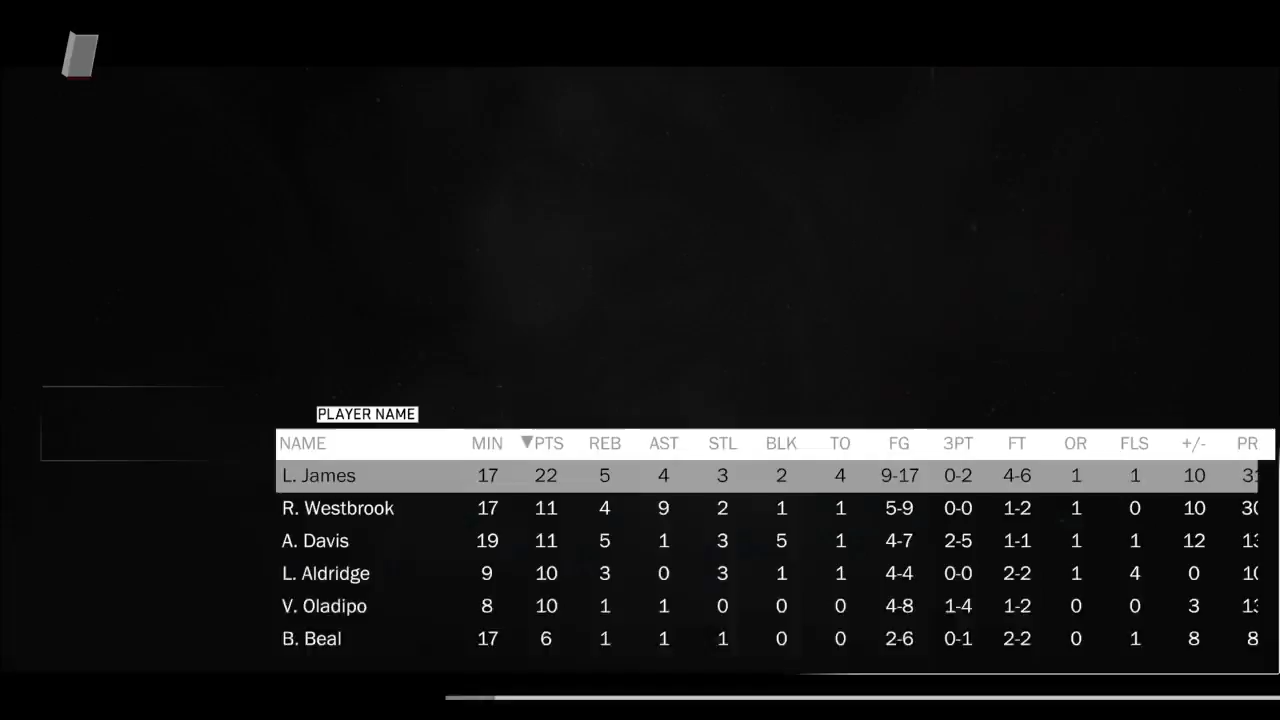 PLAYER NAME
NAME MIN ▼PTS REB AST STL BLK TO FG 3PT FT OR FLS +/- PR
L. James 17 22 5 4 3 2 4 9-17 0-2 4-6 1 1 10
R. Westbrook 17 11 4 9 2 1 1 5-9 0-0 1-2 1 0 10 30
A. Davis 19 11 5 1 3 5 1 4-7 2-5 1-1 1 1 12
L. Aldridge 9 10 3 0 3 1 1 4-4 0-0 2-2 1 4 0 10
V. Oladipo 8 10 1 1 0 0 0 4-8 1-4 1-2 0 0 3
B. Beal 17 6 1 1 1 0 0 2-6 0-1 2-2 0 1 8 8